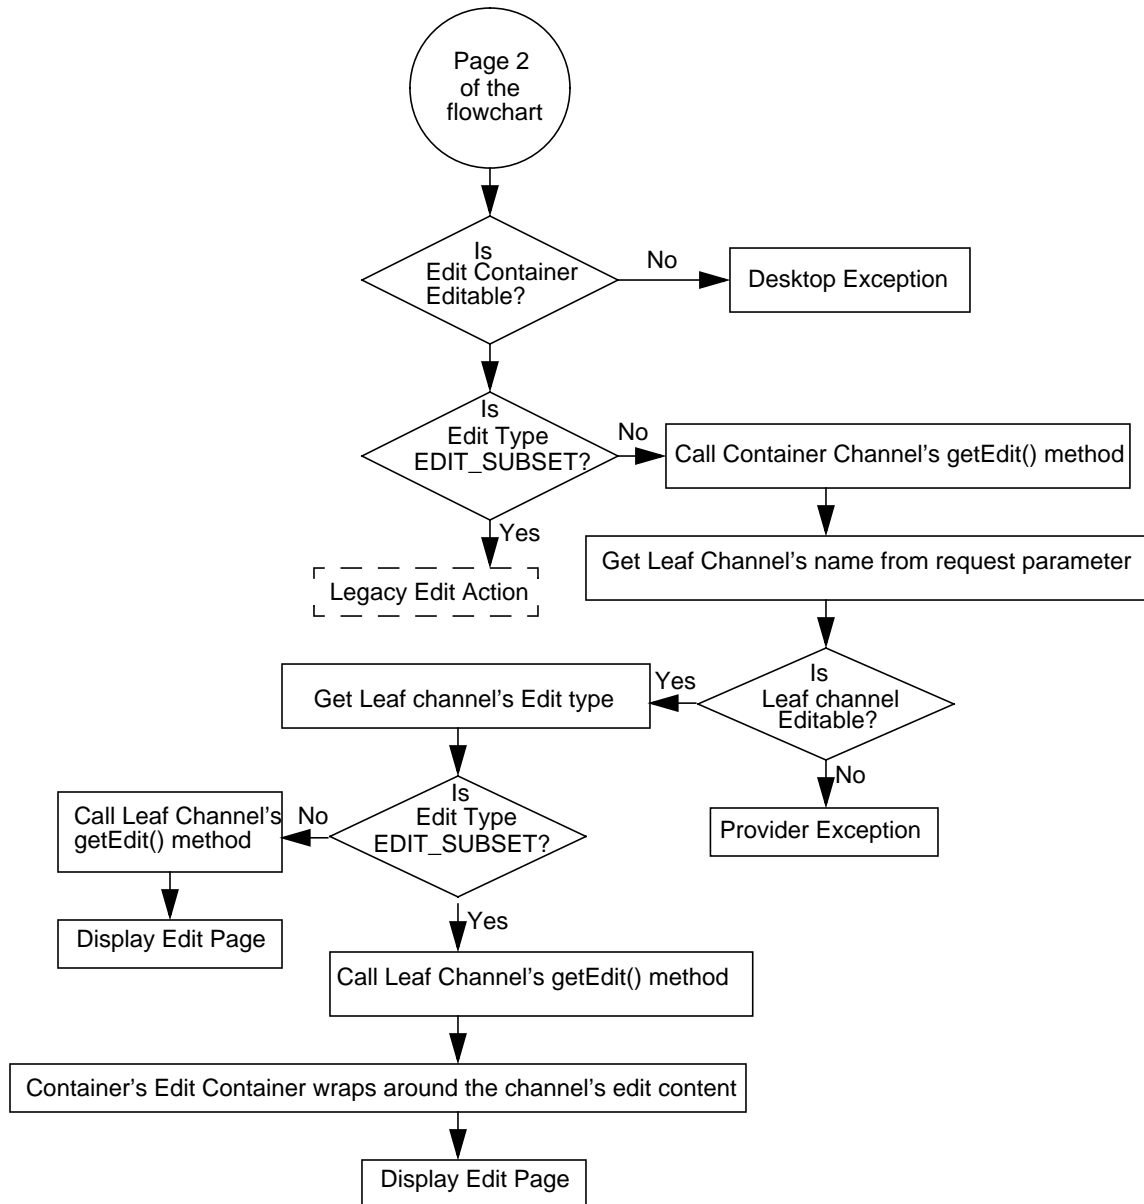 Page 2
of the
flowchart
Is
Edit Container
Editable?
No
Desktop Exception
Is
Edit Type
EDIT_SUBSET?
No
Call Container Channel’s getEdit() method
Yes
Legacy Edit Action
Get Leaf Channel’s name from request parameter
Is
Leaf channel
Editable?
Yes
Get Leaf channel’s Edit type
No
Provider Exception
Is
Edit Type
EDIT_SUBSET?
No
Call Leaf Channel’s
getEdit() method
Display Edit Page
Yes
Call Leaf Channel’s getEdit() method
Container’s Edit Container wraps around the channel’s edit content
Display Edit Page